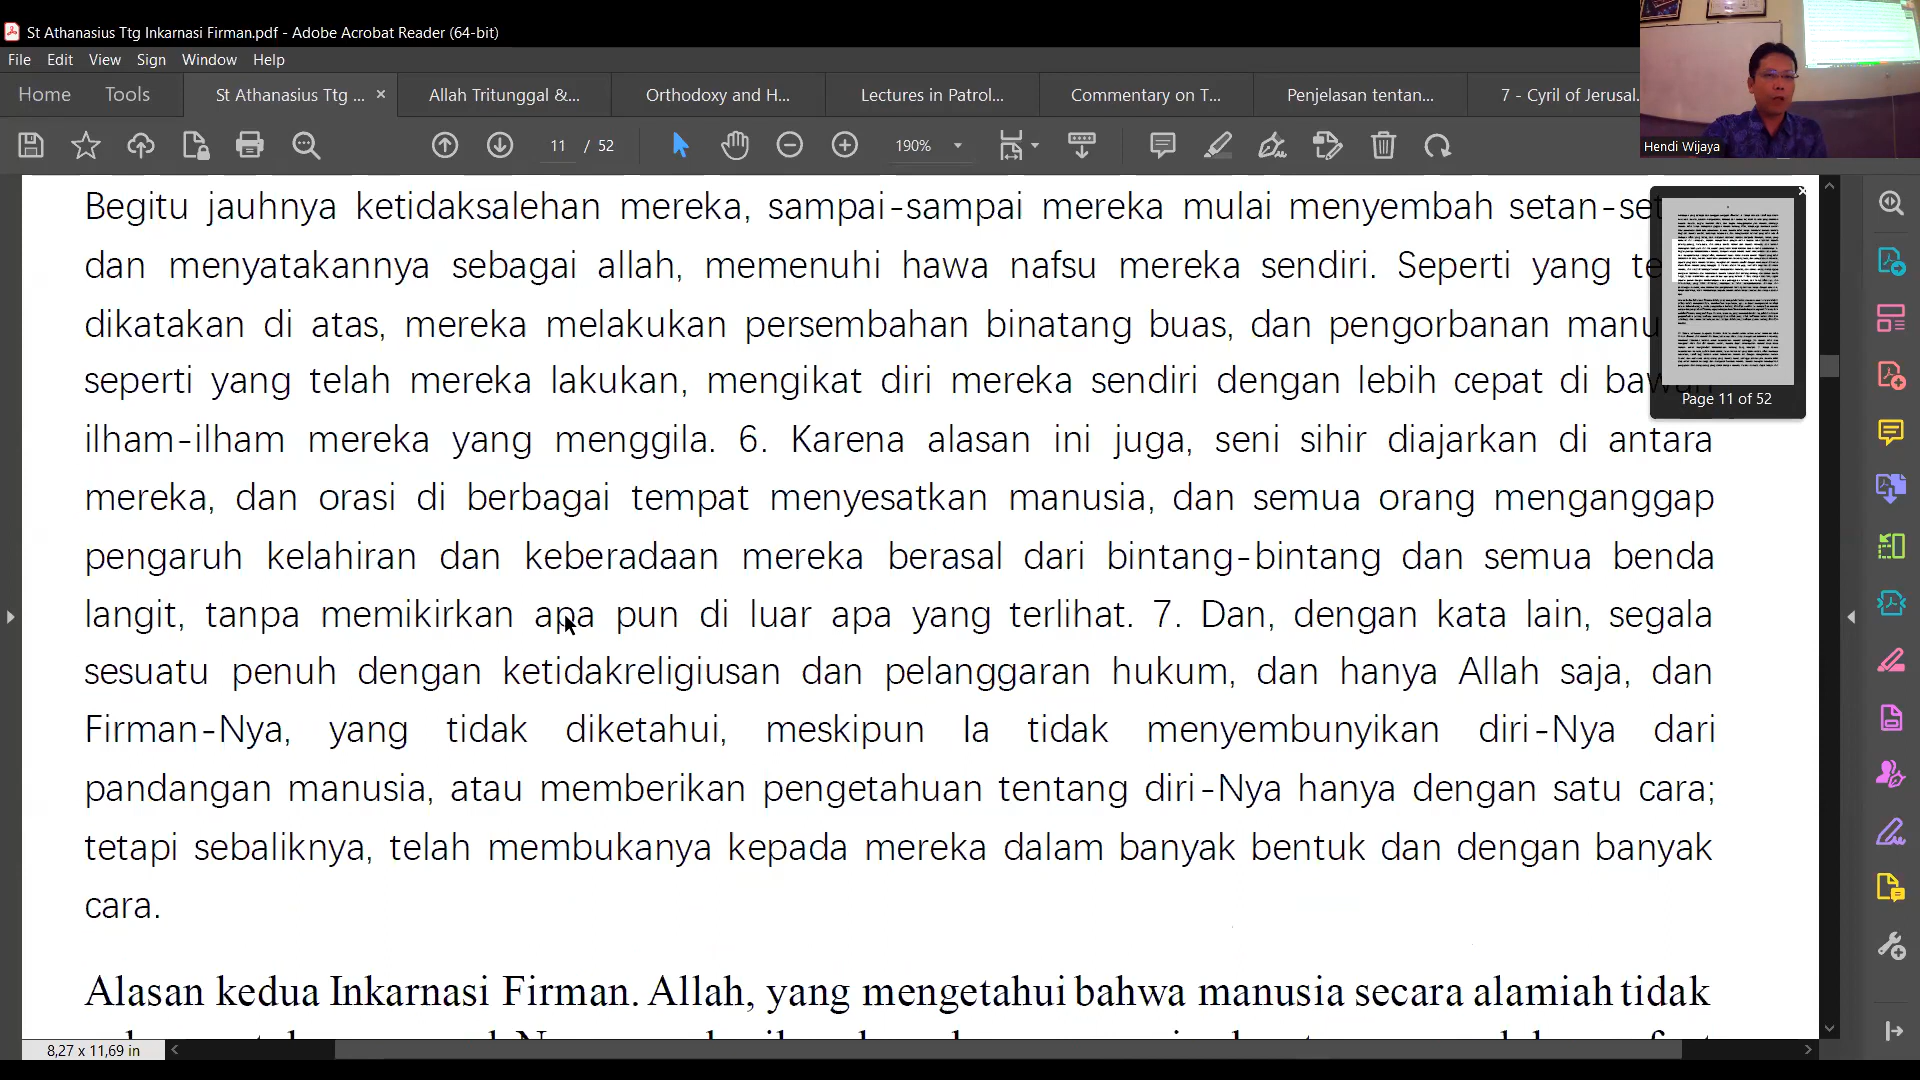 St Athanasius Ttg Inkarnasi Firman.pdf - Adobe Acrobat Reader (64-bit)
File Edit View Sign Window Help
Home Tools St Athanasius Ttg ... × Allah Tritunggal &... Orthodoxy and H... Lectures in Patrol... Commentary on T... Penjelasan tentan... 7 - Cyril of Jerusal.
11 / 52 190%
Hendi Wijaya
Begitu jauhnya ketidaksalehan mereka, sampai-sampai mereka mulai menyembah
dan menyatakannya sebagai allah, memenuhi hawa nafsu mereka sendiri. Seperti yang
dikatakan di atas, mereka melakukan persembahan binatang buas, dan pengorbanan
seperti yang telah mereka lakukan, mengikat diri mereka sendiri dengan lebih cepat di bawah
ilham-ilham mereka yang menggila. 6. Karena alasan ini juga, seni sihir diajarkan di antara
mereka, dan orasi di berbagai tempat menyesatkan manusia, dan semua orang menganggap
pengaruh kelahiran dan keberadaan mereka berasal dari bintang-bintang dan semua benda
langit, tanpa memikirkan apa pun di luar apa yang terlihat. 7. Dan, dengan kata lain, segala
sesuatu penuh dengan ketidakreligiusan dan pelanggaran hukum, dan hanya Allah saja, dan
Firman-Nya, yang tidak diketahui, meskipun Ia tidak menyembunyikan diri-Nya dari
pandangan manusia, atau memberikan pengetahuan tentang diri-Nya hanya dengan satu cara;
tetapi sebaliknya, telah membukanya kepada mereka dalam banyak bentuk dan dengan banyak
cara.
Alasan kedua Inkarnasi Firman. Allah, yang mengetahui bahwa manusia secara alamiah tidak
Page 11 of 52
8,27 x 11,69 in